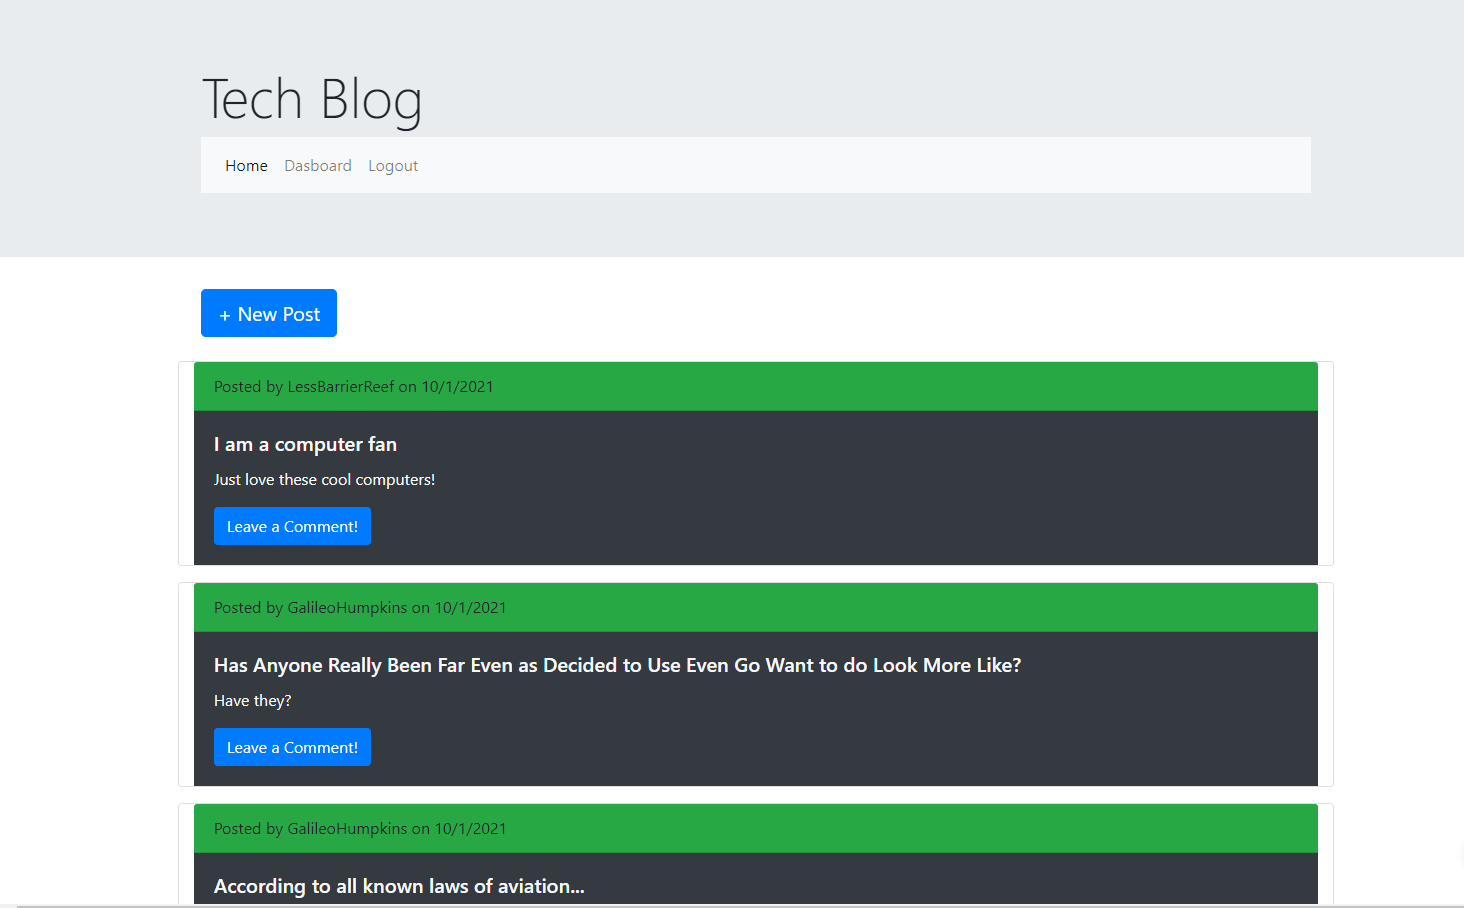 Tech Blog
Home Dasboard Logout
+ New Post
Posted by LessBarrierReef on 10/1/2021
I am a computer fan
Just love these cool computers!
Leave a Comment!
Posted by GalileoHumpkins on 10/1/2021
Has Anyone Really Been Far Even as Decided to Use Even Go Want to do Look More Like?
Have they?
Leave a Comment!
Posted by GalileoHumpkins on 10/1/2021
According to all known laws of aviation...